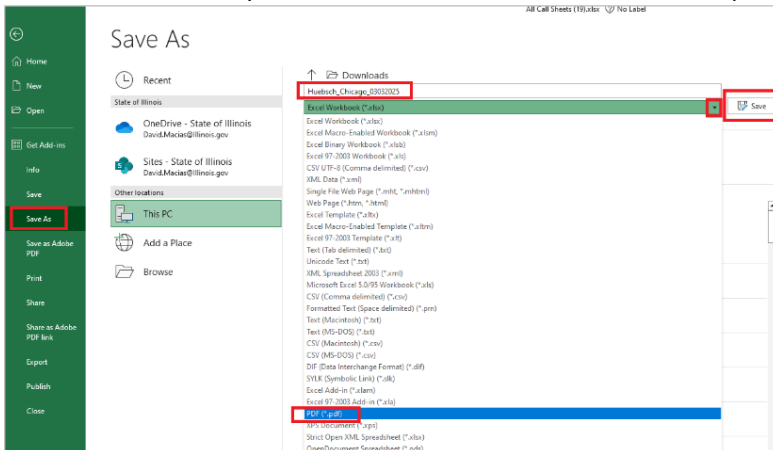 All Call Sheets (19).xlsx No Label
Save As
Home
New
Open
Get Add-ins
Info
Save
Save As
Save as Adobe
PDF
Print
Share
Share as Adobe
PDF link
Export
Publish
Close
Recent
State of Illinois
OneDrive - State of Illinois
David.Macias@Illinois.gov
Sites - State of Illinois
David.Macias@Illinois.gov
Other locations
This PC
Add a Place
Browse
Downloads
Huebsch_Chicago_03032025
Excel Workbook (*.xlsx)
Save
Excel Workbook (*.xlsx)
Excel Macro-Enabled Workbook (*.xlsm)
Excel Binary Workbook (*.xlsb)
Excel 97-2003 Workbook (*.xls)
CSV UTF-8 (Comma delimited) (*.csv)
XML Data (*.xml)
Single File Web Page (*.mht, *.mhtml)
Web Page (*.htm, *.html)
Excel Template (*.xltx)
Excel Macro-Enabled Template (*.xltm)
Excel 97-2003 Template (*.xlt)
Text (Tab delimited) (*.txt)
Unicode Text (*.txt)
XML Spreadsheet 2003 (*.xml)
Microsoft Excel 5.0/95 Workbook (*.xls)
CSV (Comma delimited) (*.csv)
Formatted Text (Space delimited) (*.prn)
Text (Macintosh) (*.txt)
Text (MS-DOS) (*.txt)
CSV (Macintosh) (*.csv)
CSV (MS-DOS) (*.csv)
DIF (Data Interchange Format) (*.dif)
SYLK (Symbolic Link) (*.slk)
Excel Add-in (*.xlam)
Excel 97-2003 Add-in (*.xla)
PDF (*.pdf)
XPS Document (*.xps)
Strict Open XML Spreadsheet (*.xlsx)
OpenDocument Spreadsheet (*.ods)